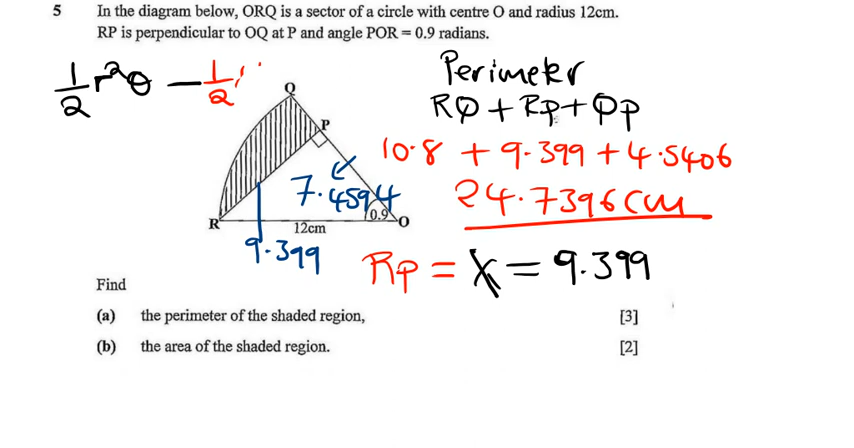 5 In the diagram below, ORQ is a sector of a circle with centre O and radius 12cm.
RP is perpendicular to OQ at P and angle POR = 0.9 radians.
1/2 r²θ − 1/2
Perimeter
RQ + RP + QP
10.8 + 9.399 + 4.5406
24.7396 cm
Q
P
7.4594
0.9
R
12cm
O
9.399
RP = x = 9.399
Find
(a) the perimeter of the shaded region, [3]
(b) the area of the shaded region. [2]